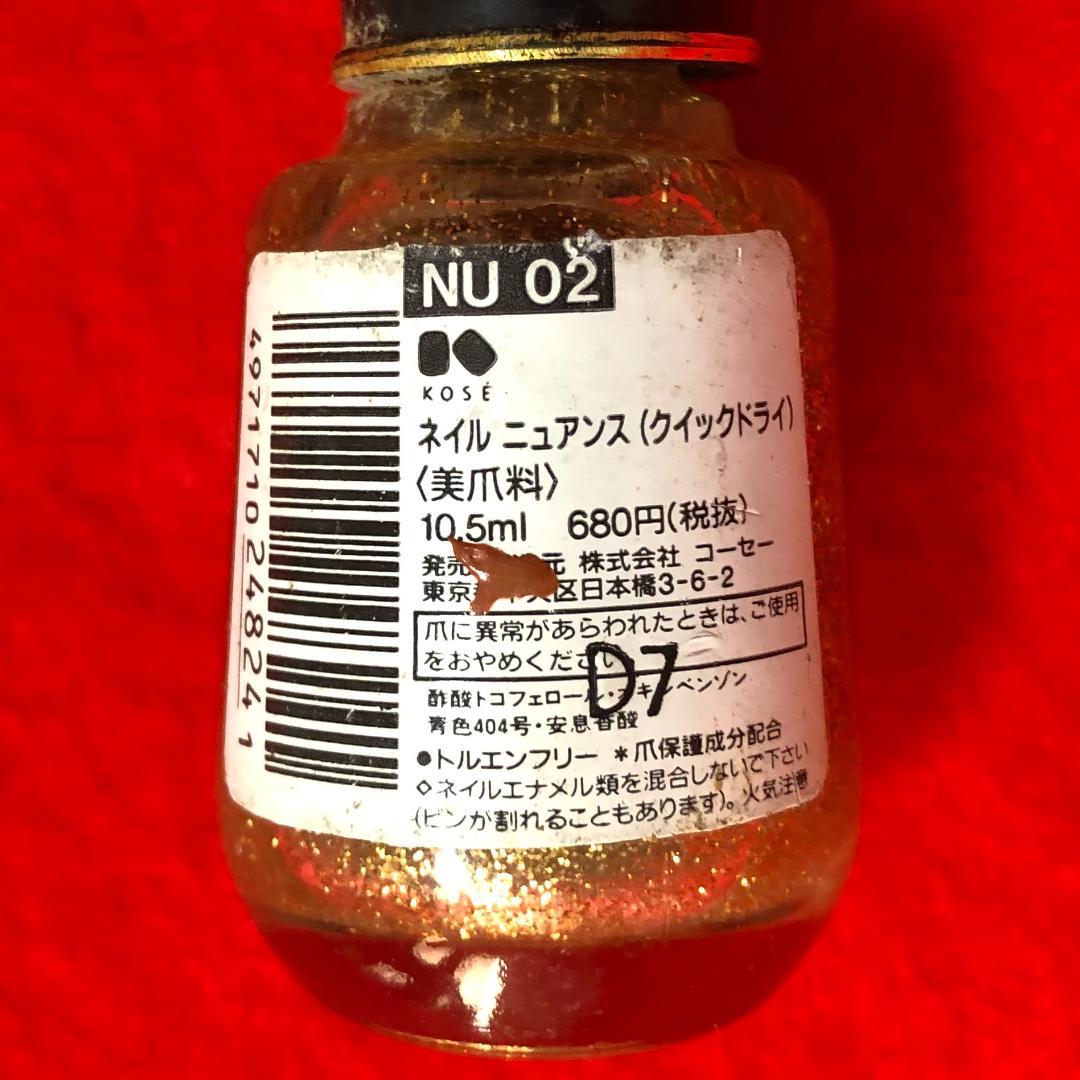 NU 02
KOSÉ
ネイル ニュアンス(クイックドライ)
〈美爪料〉
10.5ml 680円(税抜)
発売 元 株式会社 コーセー
東京 区日本橋3-6-2
爪に異常があらわれたときは、ご使用
をおやめくださ
D7
酢酸トコフェロール・ オキ ベンゾン
青色404号・安息香酸
●トルエンフリー *爪保護成分配合
◇ネイルエナメル類を混合しないで下さい
(ビンが割れることもあります)。火気注意
4971710248241